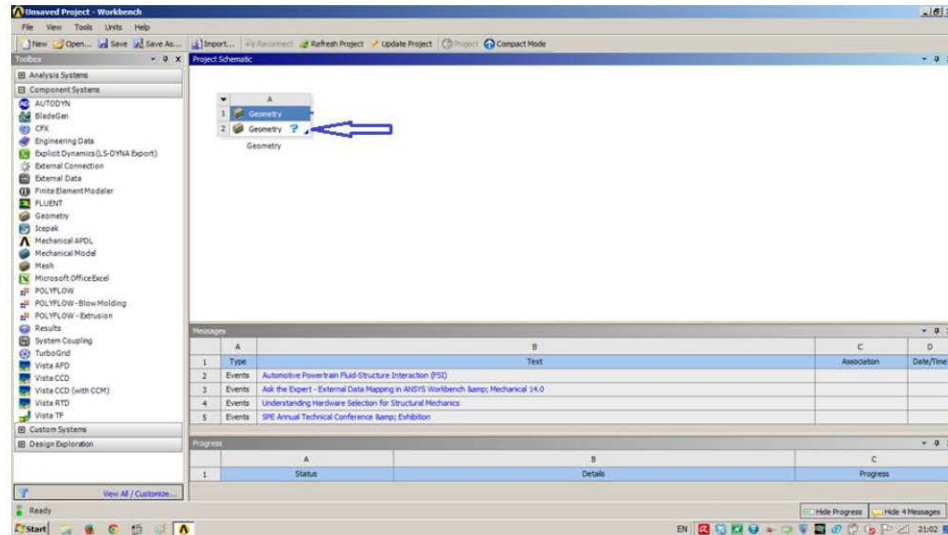 Unsaved Project - Workbench
File View Tools Units Help
New Open... Save Save As... Import... Reconnect Refresh Project Update Project Project Compact Mode
Toolbox
Project Schematic
Analysis Systems
Component Systems
AUTODYN
BladeGen
CFX
Engineering Data
Explicit Dynamics (LS-DYNA Export)
External Connection
External Data
Finite Element Modeler
FLUENT
Geometry
Icepak
Mechanical APDL
Mechanical Model
Mesh
Microsoft Office Excel
POLYFLOW
POLYFLOW - Blow Molding
POLYFLOW - Extrusion
Results
System Coupling
TurboGrid
Vista AFD
Vista CCD
Vista CCD (with CCM)
Vista RTD
Vista TF
Custom Systems
Design Exploration
View All / Customize...
A
1 Geometry
2 Geometry ?
Geometry
Messages
A B C D
1 Type Text Association Date/Time
2 Events Automotive Powertrain Fluid-Structure Interaction (FSI)
3 Events Ask the Expert - External Data Mapping in ANSYS Workbench &amp; Mechanical 14.0
4 Events Understanding Hardware Selection for Structural Mechanics
5 Events SPE Annual Technical Conference &amp; Exhibition
Progress
A B C
1 Status Details Progress
Ready
Hide Progress Hide 4 Messages
Start
EN 21:02